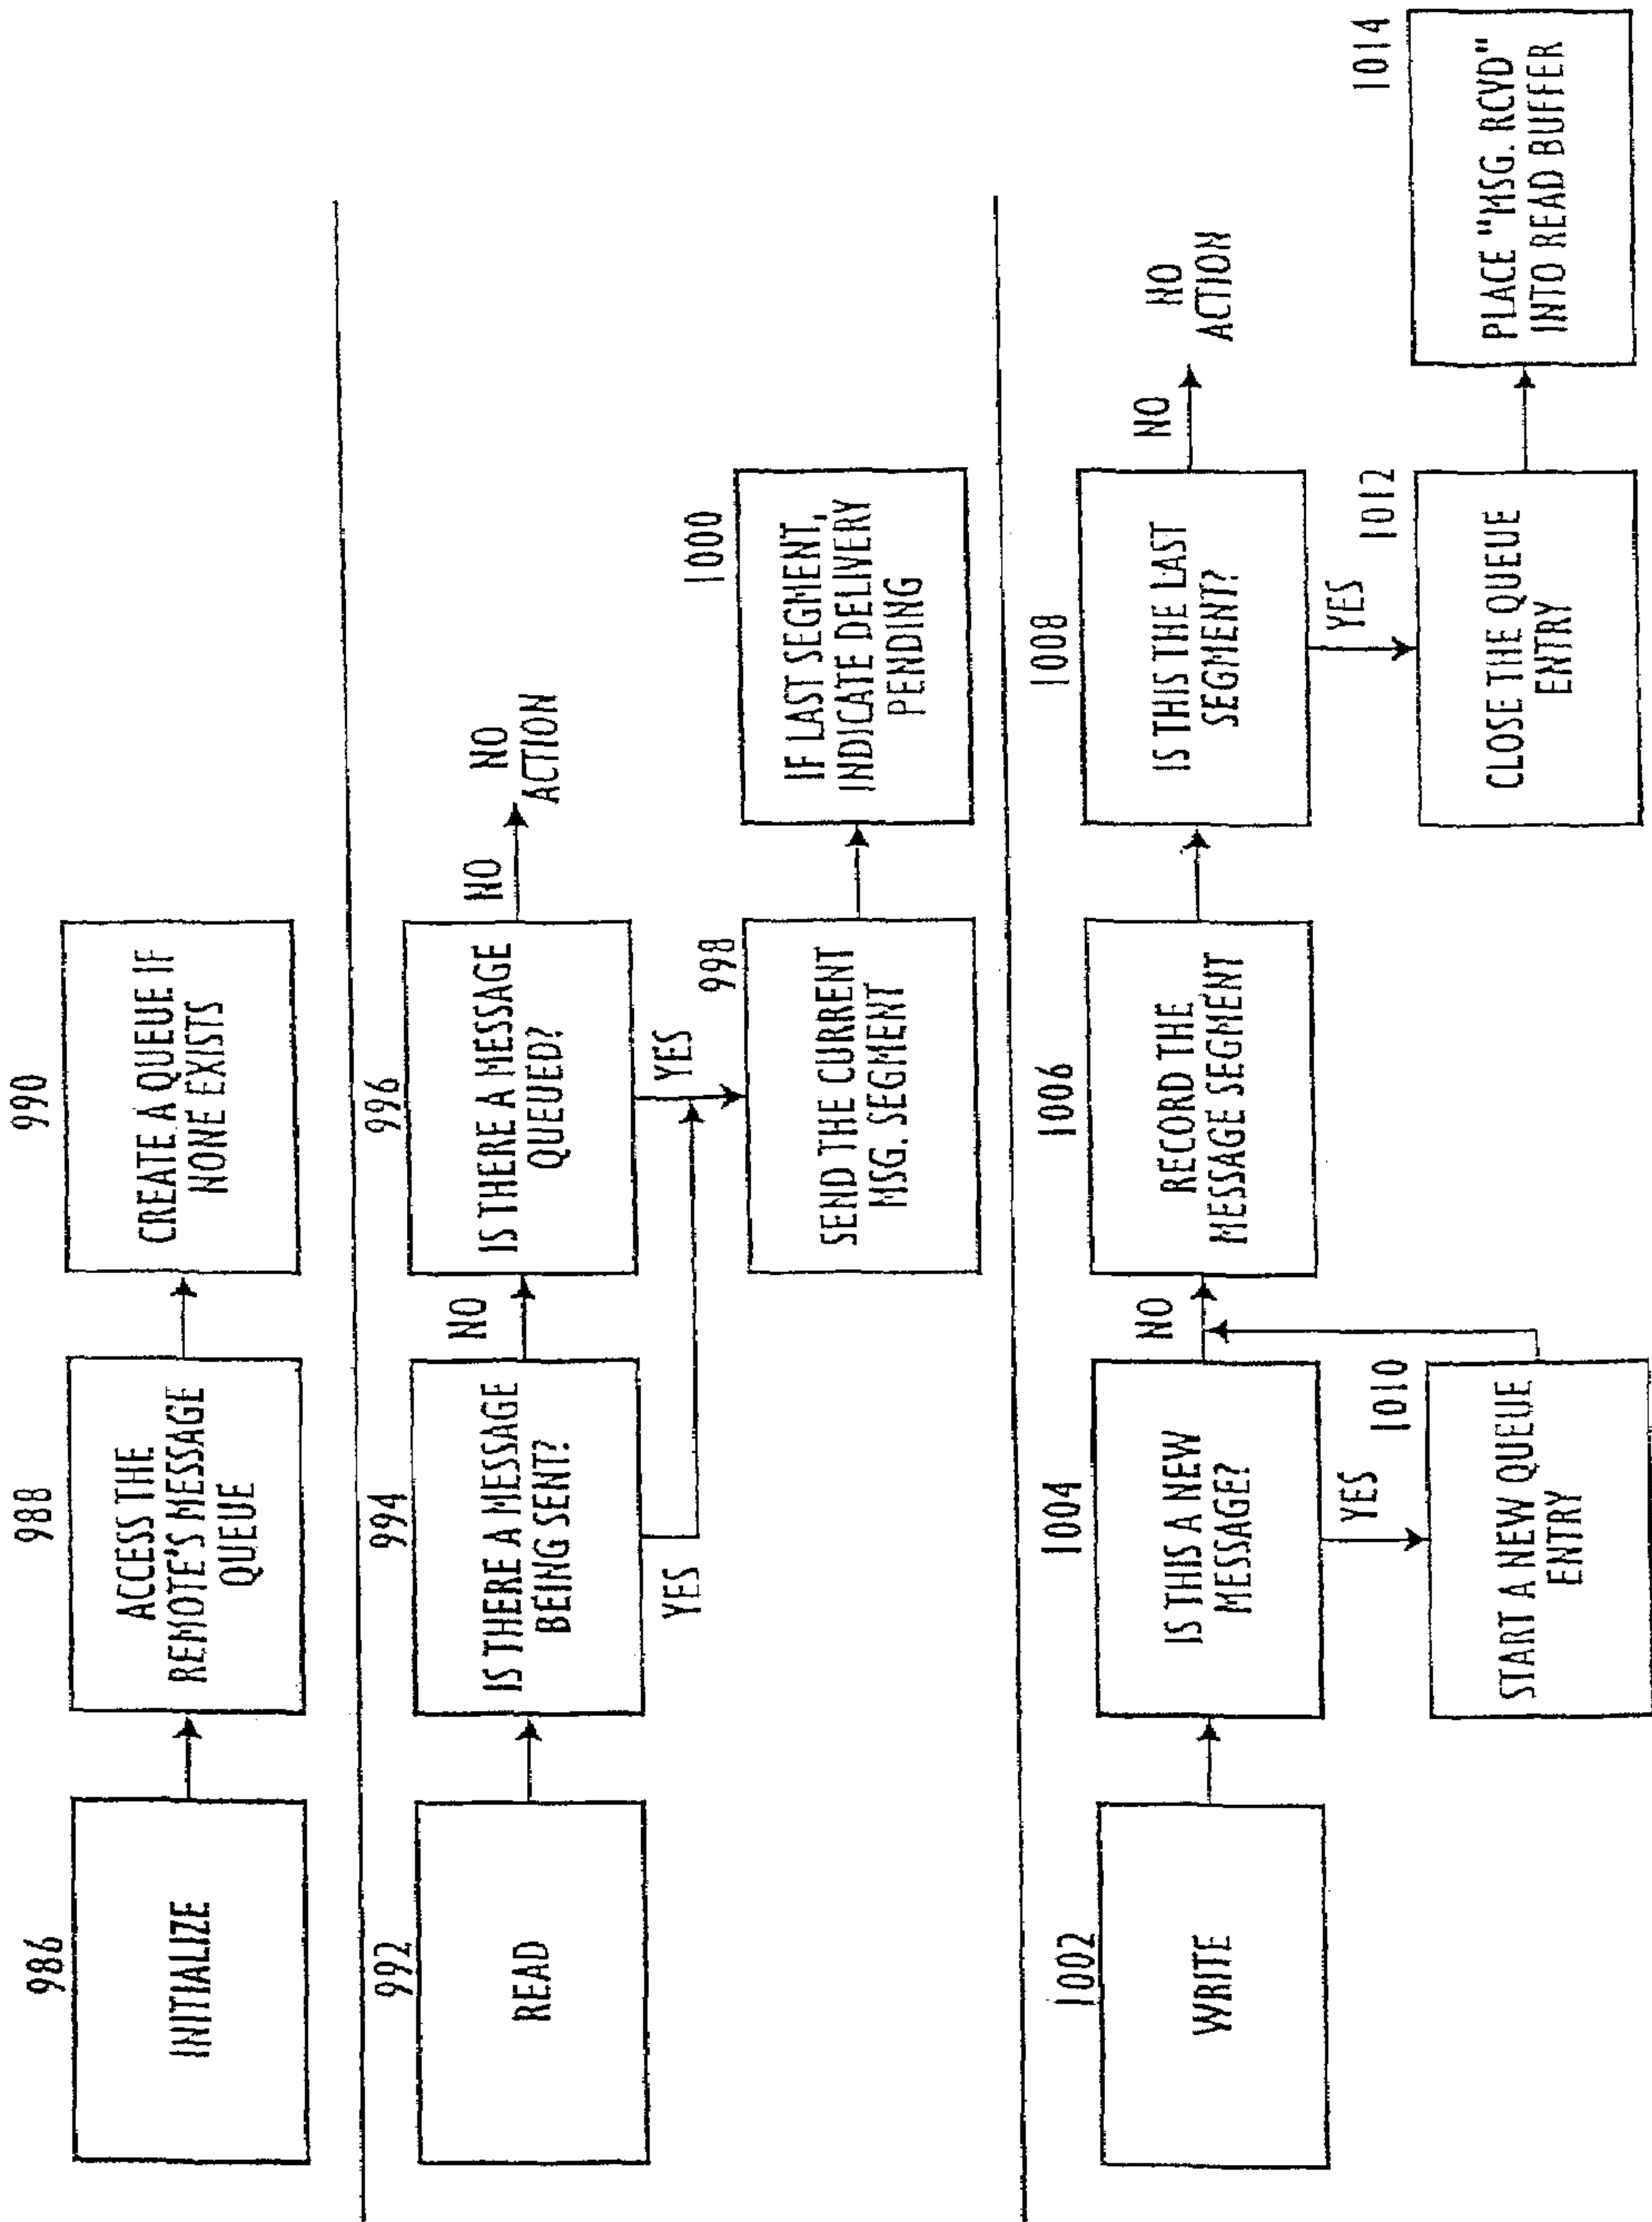 986
INITIALIZE
988
ACCESS THE
REMOTE'S MESSAGE
QUEUE
990
CREATE A QUEUE IF
NONE EXISTS
992
READ
994
IS THERE A MESSAGE
BEING SENT?
NO
YES
996
IS THERE A MESSAGE
QUEUED?
NO
NO
ACTION
YES
998
SEND THE CURRENT
MSG. SEGMENT
1000
IF LAST SEGMENT,
INDICATE DELIVERY
PENDING
1002
WRITE
1004
IS THIS A NEW
MESSAGE?
NO
YES
1010
START A NEW QUEUE
ENTRY
1006
RECORD THE
MESSAGE SEGMENT
1008
IS THIS THE LAST
SEGMENT?
NO
NO
ACTION
YES
1012
CLOSE THE QUEUE
ENTRY
1014
PLACE "MSG. RCVD"
INTO READ BUFFER